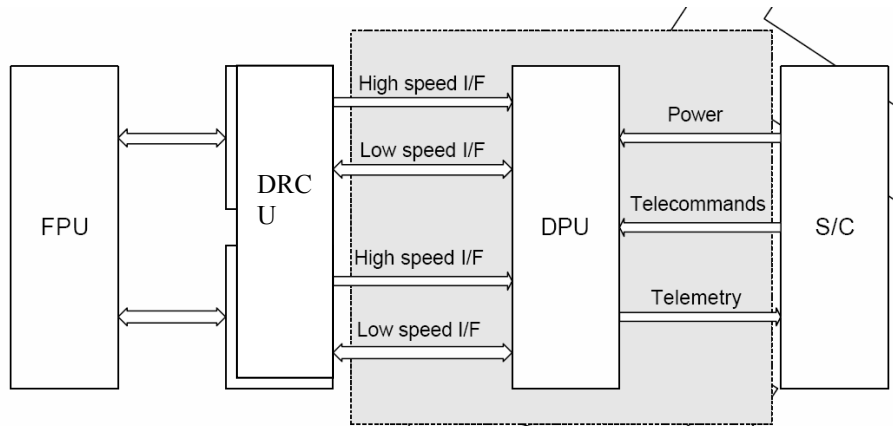 High speed I/F
Power
Low speed I/F
DRC
U
FPU
Telecommands
DPU
S/C
High speed I/F
Telemetry
Low speed I/F